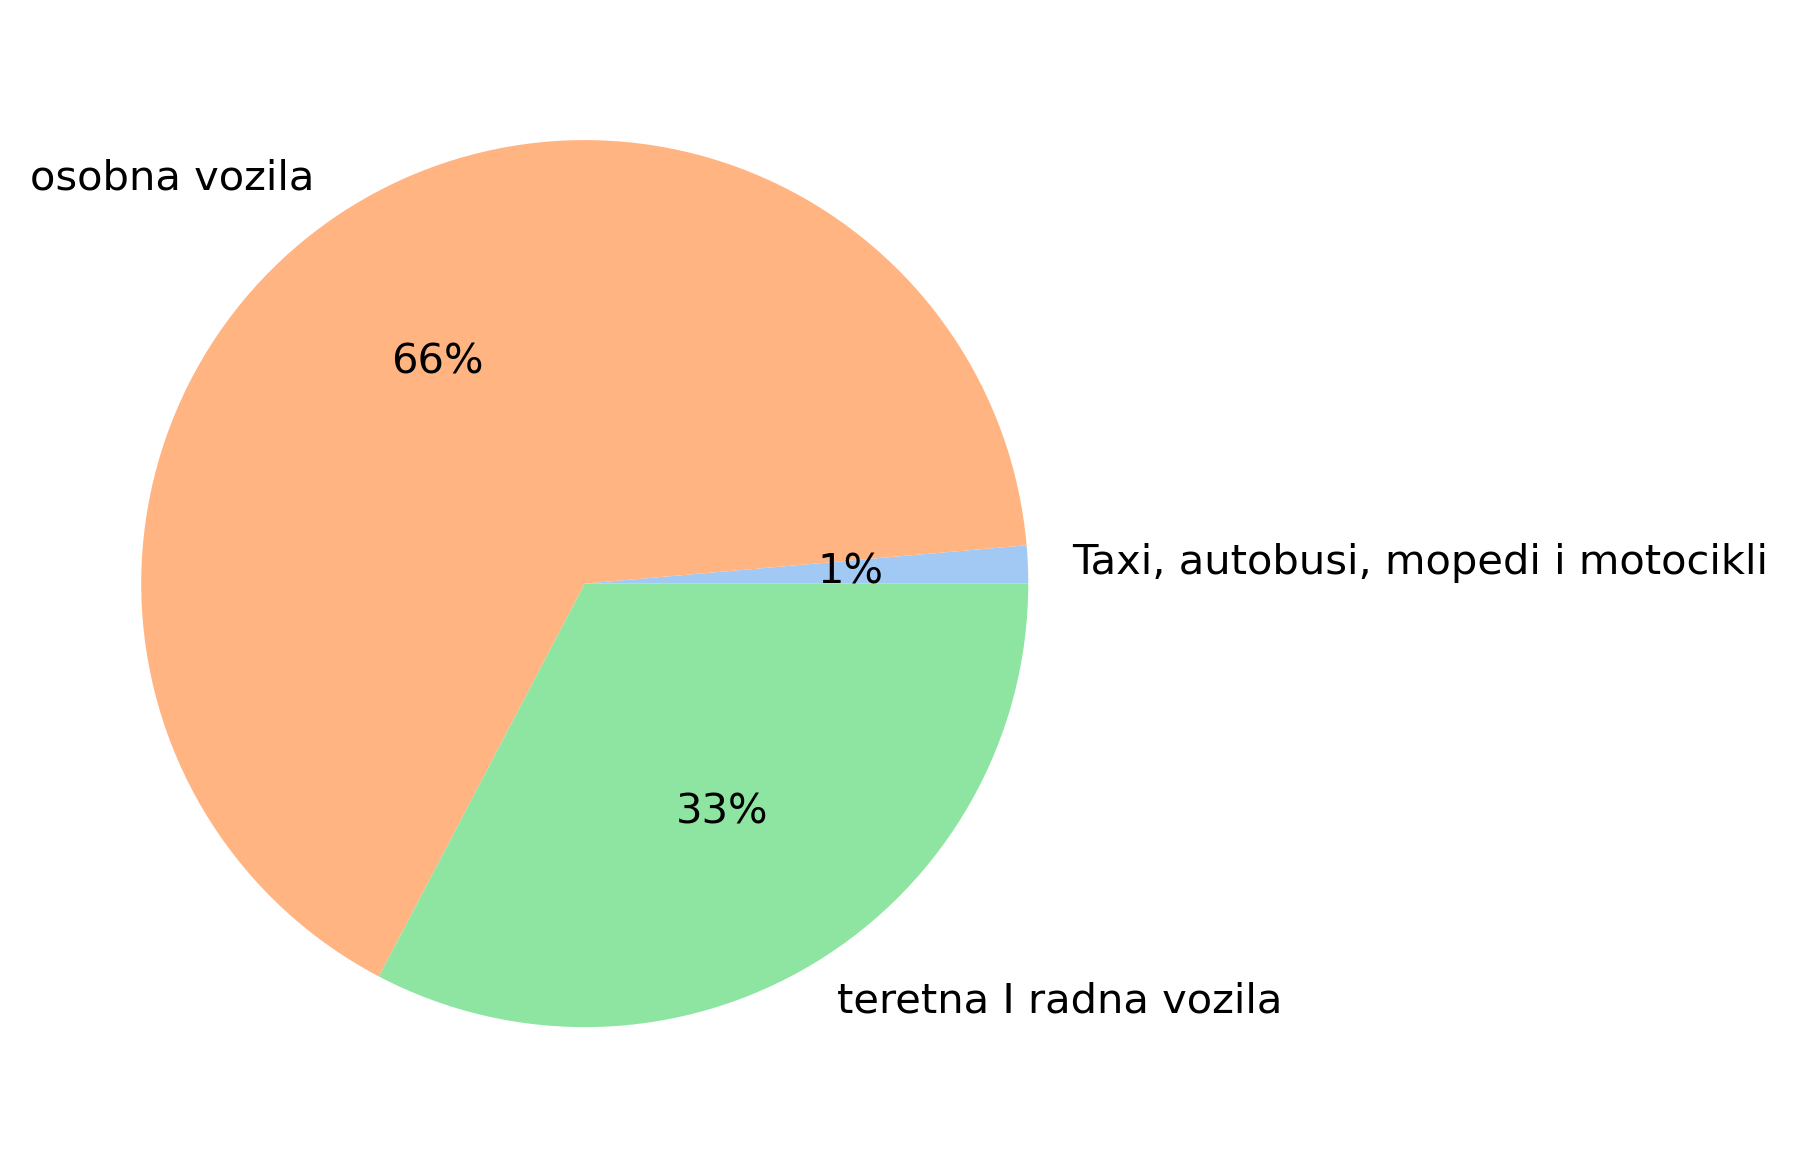 osobna vozila
66%
1%
Taxi, autobusi, mopedi i motocikli
33%
teretna I radna vozila